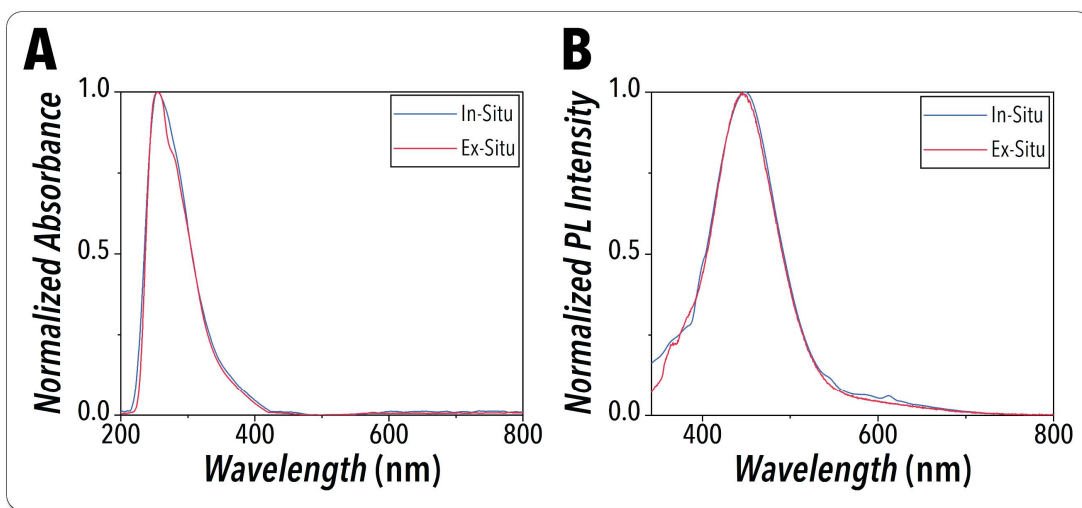 A
B
Normalized Absorbance
1.0
0.5
0.0
200
400
600
800
Wavelength (nm)
In-Situ
Ex-Situ
Normalized PL Intensity
1.0
0.5
0.0
400
600
800
Wavelength (nm)
In-Situ
Ex-Situ